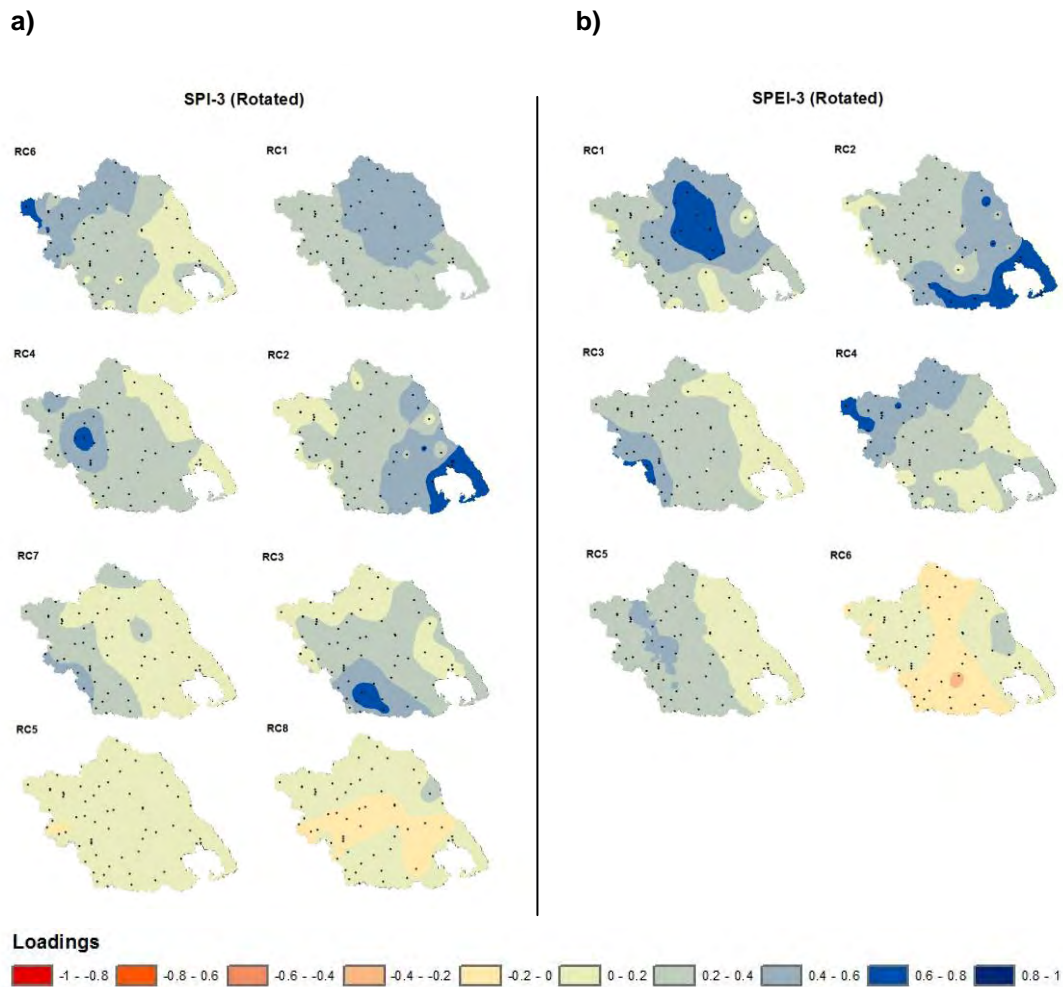 a)
b)
SPI-3 (Rotated)
SPEI-3 (Rotated)
RC6
RC1
RC1
RC2
RC4
RC2
RC3
RC4
RC7
RC3
RC5
RC6
RC5
RC8
Loadings
-1 - -0.8
-0.8 - 0.6
-0.6 - -0.4
-0.4 - -0.2
-0.2 - 0
0 - 0.2
0.2 - 0.4
0.4 - 0.6
0.6 - 0.8
0.8 - 1